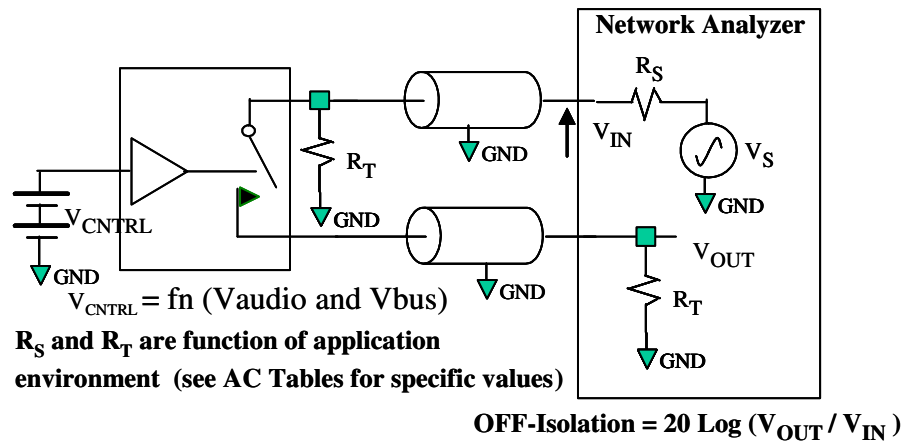 Network Analyzer
R_S
V_IN
V_S
GND
GND
R_T
GND
V_CNTRL
GND
GND
V_OUT
R_T
GND
V_CNTRL = fn (Vaudio and Vbus)
R_S and R_T are function of application
environment (see AC Tables for specific values)
OFF-Isolation = 20 Log (V_OUT / V_IN )